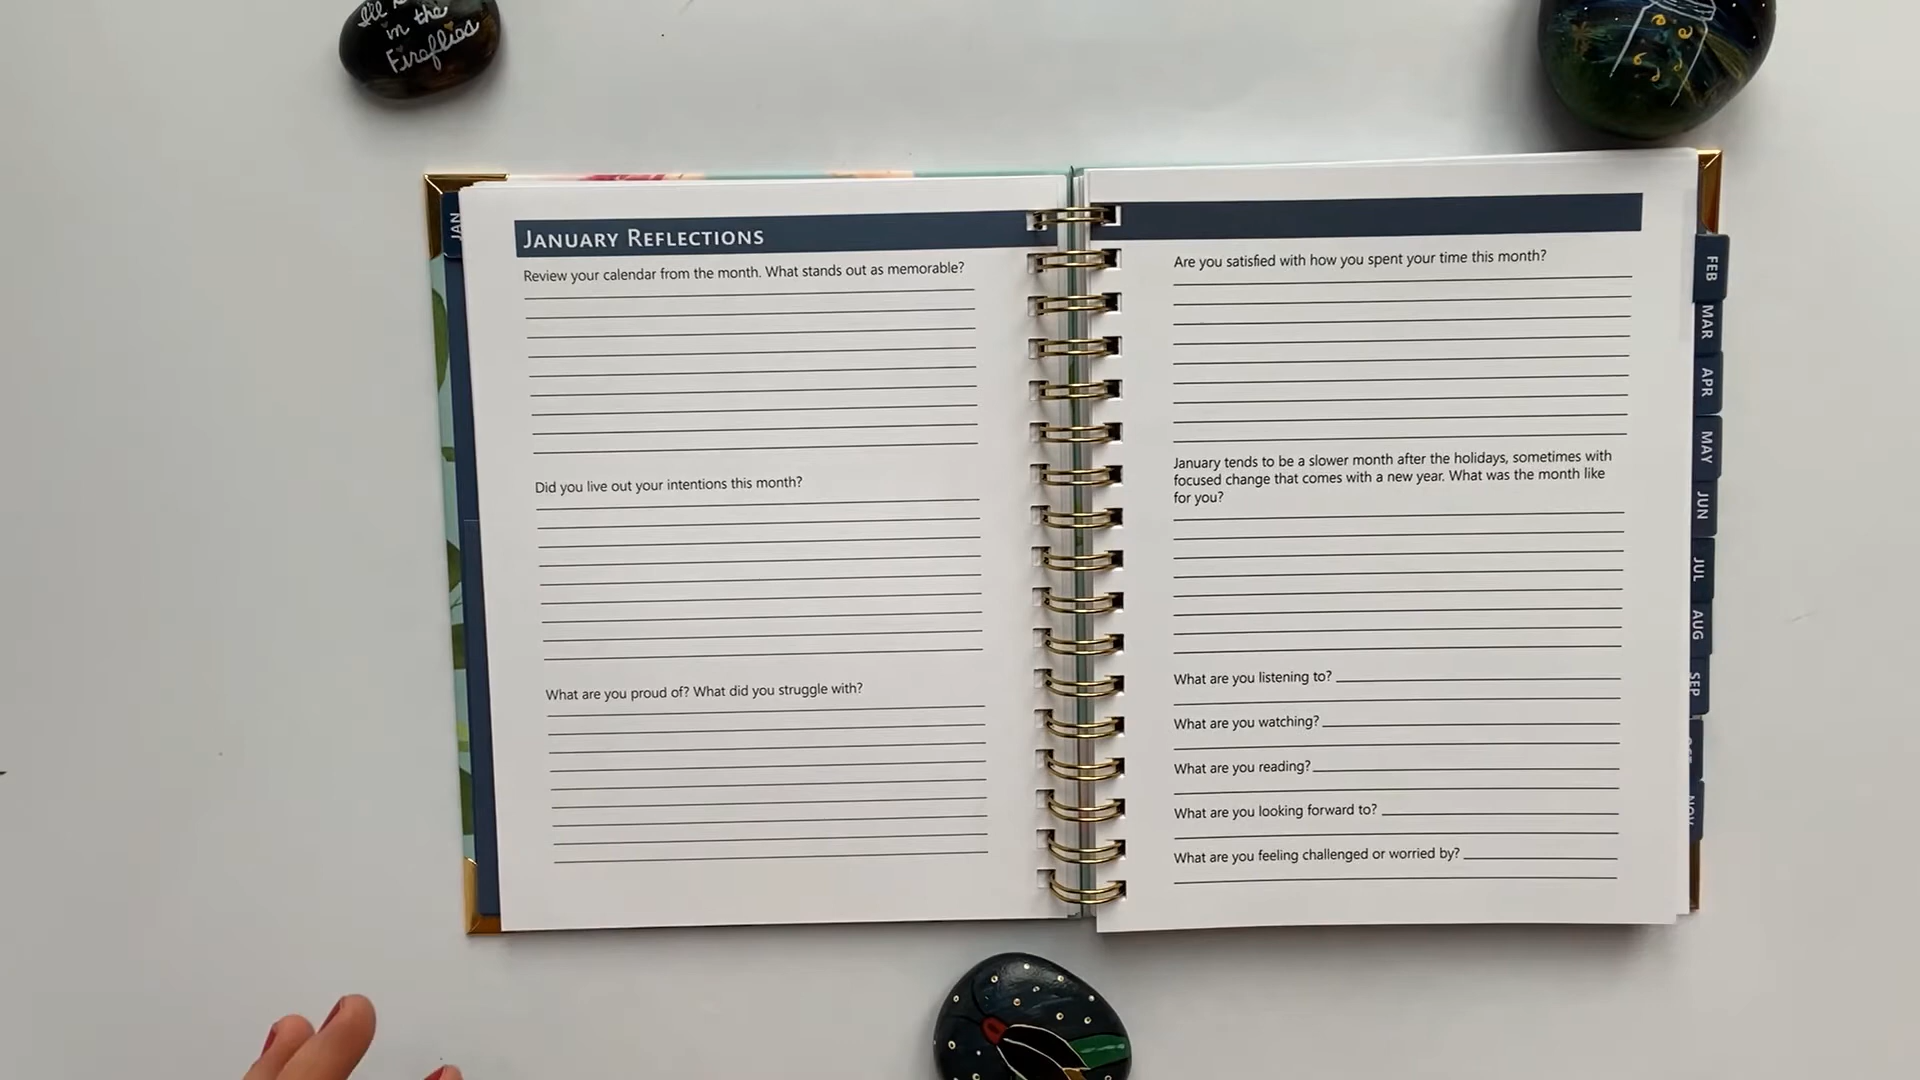 I'll
in the
Fireflies
JAN
JANUARY REFLECTIONS
Review your calendar from the month. What stands out as memorable?
Did you live out your intentions this month?
What are you proud of? What did you struggle with?
Are you satisfied with how you spent your time this month?
January tends to be a slower month after the holidays, sometimes with
focused change that comes with a new year. What was the month like
for you?
What are you listening to?
What are you watching?
What are you reading?
What are you looking forward to?
What are you feeling challenged or worried by?
FEB
MAR
APR
MAY
JUN
JUL
AUG
SEP
OCT
NOV